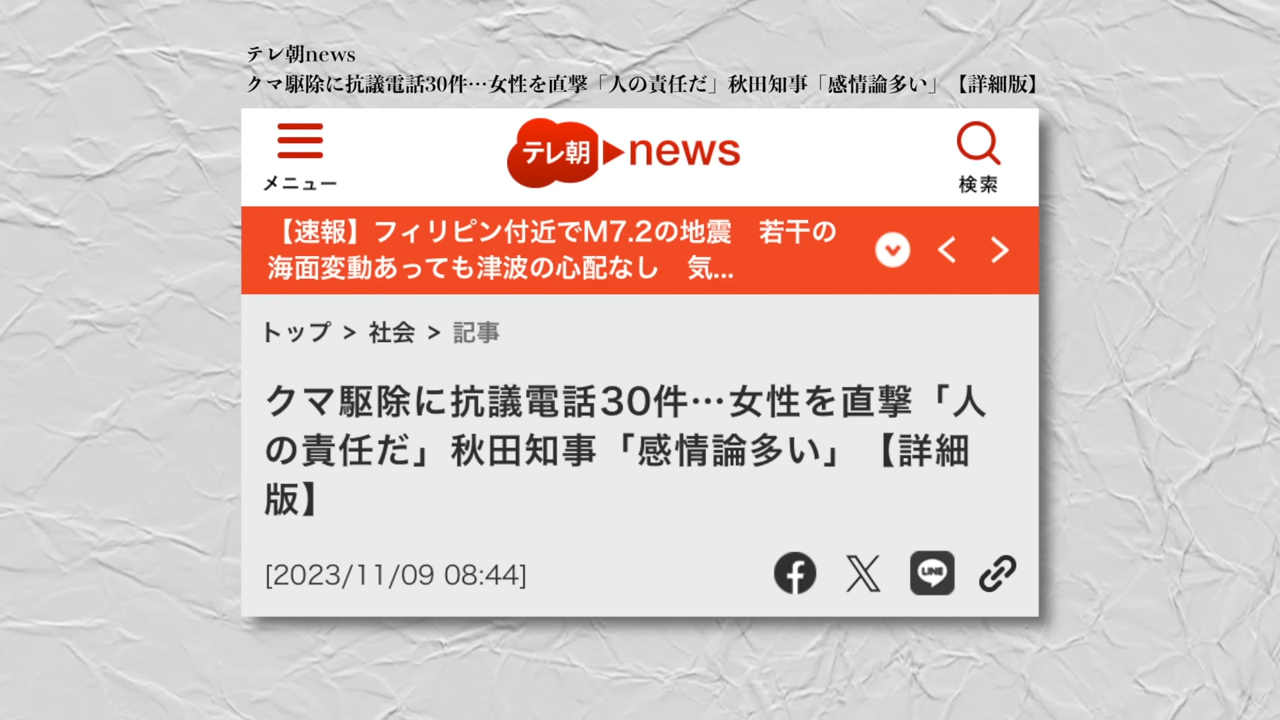 テレ朝news
クマ駆除に抗議電話30件…女性を直撃「人の責任だ」秋田知事「感情論多い」【詳細版】
メニュー
テレ朝news
検索
【速報】フィリピン付近でM7.2の地震　若干の
海面変動あっても津波の心配なし　気...
トップ > 社会 > 記事
クマ駆除に抗議電話30件…女性を直撃「人
の責任だ」秋田知事「感情論多い」【詳細
版】
[2023/11/09 08:44]
LINE